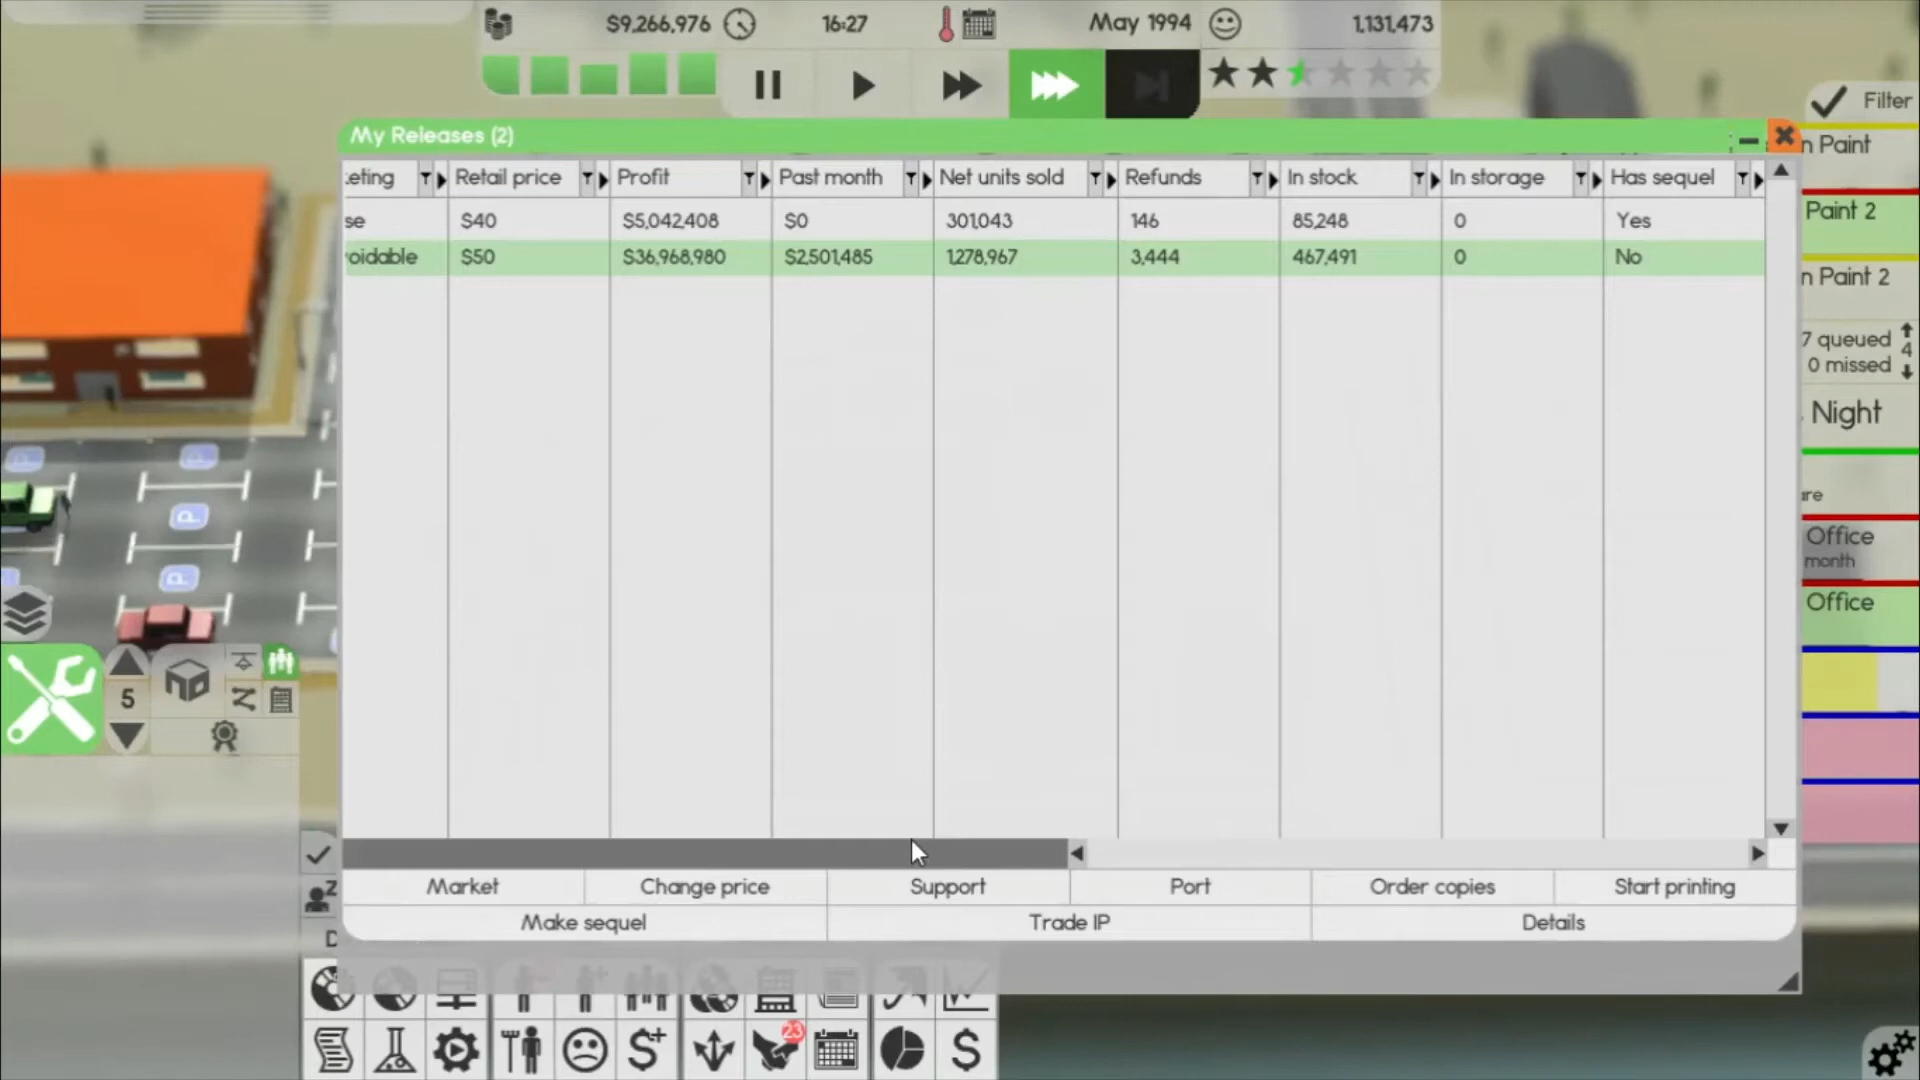 $9,266,976 16:27 May 1994 1,131,473
Filter
My Releases (2)
n Paint
keting Retail price Profit Past month Net units sold Refunds In stock In storage Has sequel
Paint 2
se $40 $5,042,408 $0 301,043 146 85,248 0 Yes
oidable $50 $36,968,980 $2,501,485 1,278,967 3,444 467,491 0 No
n Paint 2
7 queued
4
0 missed
Night
are
Office
month
Office
5
Market Change price Support Port Order copies Start printing
Make sequel Trade IP Details
D
23